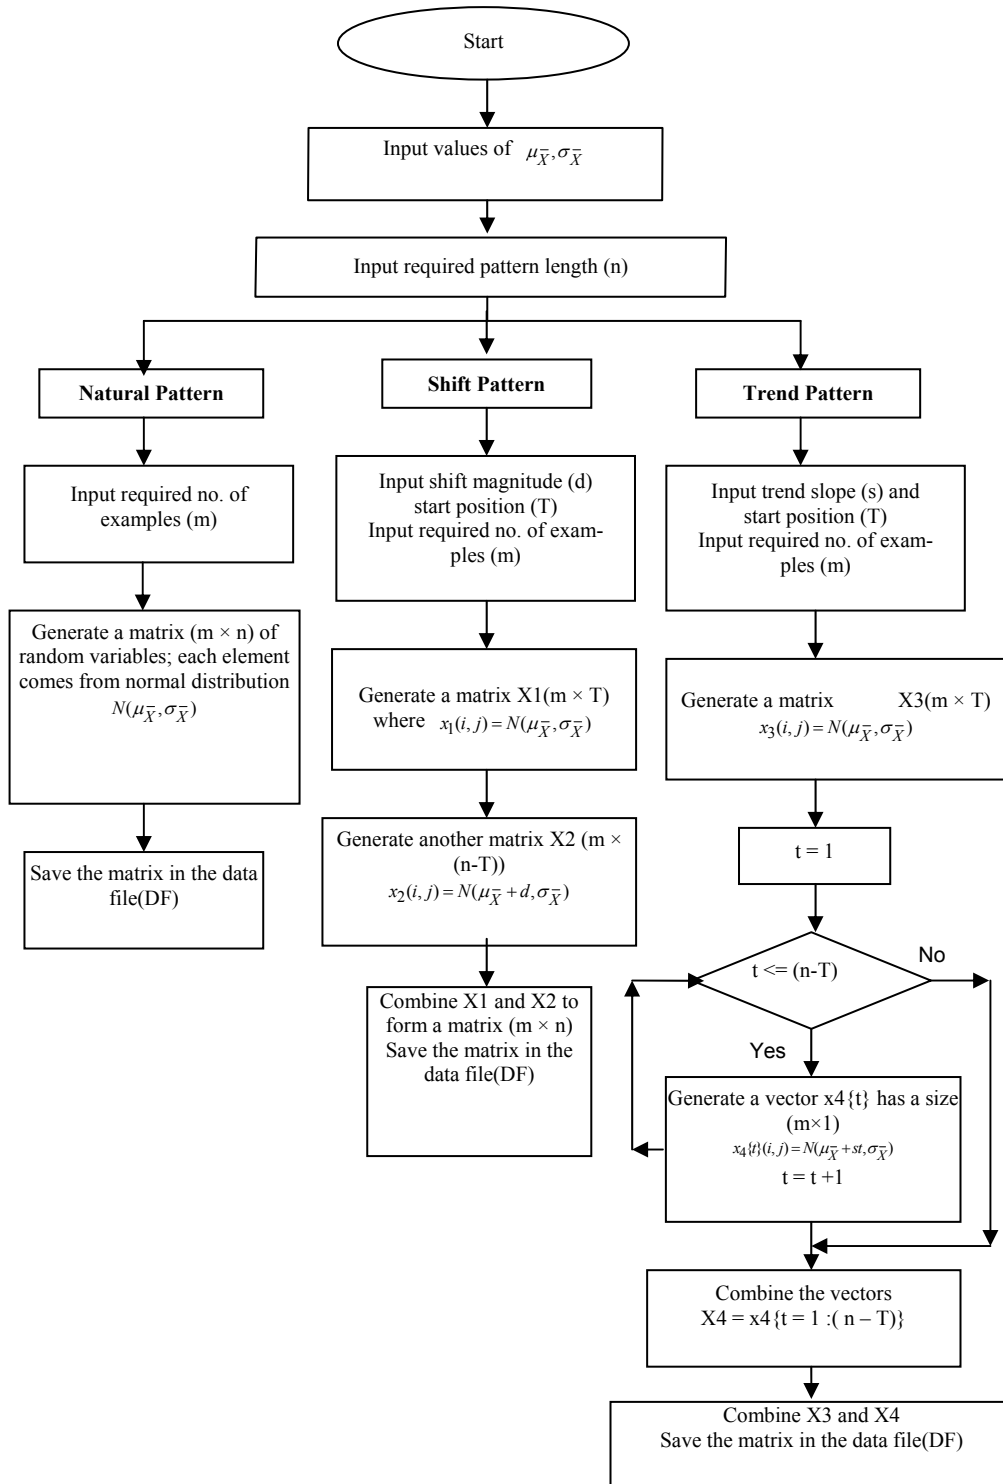 Start
Input values of μX̄,σX̄
Input required pattern length (n)
Natural Pattern
Input required no. of
examples (m)
Generate a matrix (m × n) of
random variables; each element
comes from normal distribution
N(μX̄,σX̄)
Save the matrix in the data
file(DF)
Shift Pattern
Input shift magnitude (d)
start position (T)
Input required no. of exam-
ples (m)
Generate a matrix X1(m × T)
where x1(i, j) = N(μX̄,σX̄)
Generate another matrix X2 (m ×
(n-T))
x2(i, j) = N(μX̄ + d,σX̄)
Combine X1 and X2 to
form a matrix (m × n)
Save the matrix in the
data file(DF)
Trend Pattern
Input trend slope (s) and
start position (T)
Input required no. of exam-
ples (m)
Generate a matrix X3(m × T)
x3(i, j) = N(μX̄,σX̄)
t = 1
t <= (n-T)
No
Yes
Generate a vector x4{t} has a size
(m×1)
x4{t}(i, j) = N(μX̄ + st,σX̄)
t = t +1
Combine the vectors
X4 = x4{t = 1 :( n – T)}
Combine X3 and X4
Save the matrix in the data file(DF)